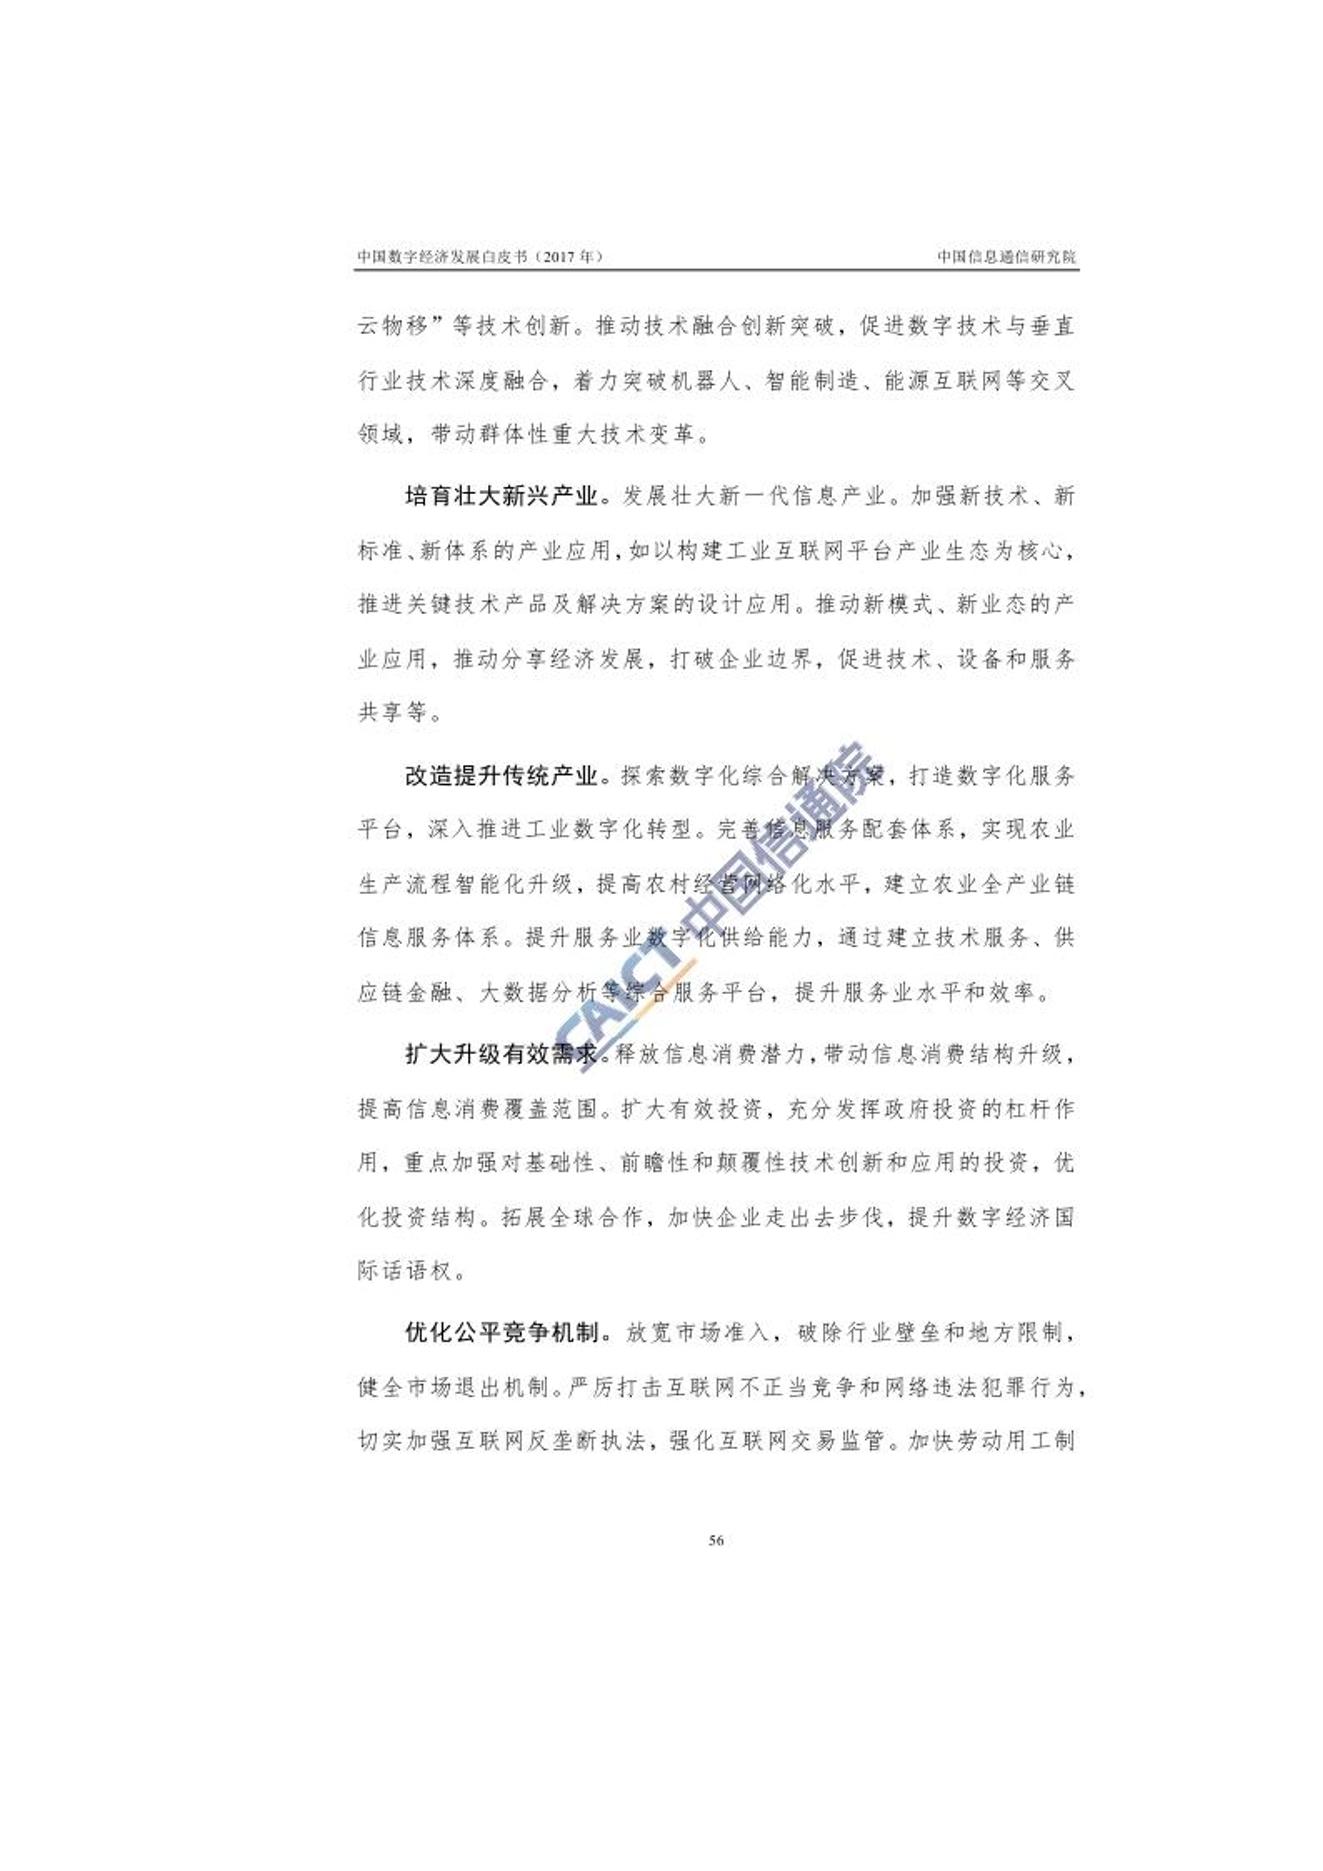 中国数字经济发展白皮书（2017 年） 中国信息通信研究院
云物移”等技术创新。推动技术融合创新突破，促进数字技术与垂直
行业技术深度融合，着力突破机器人、智能制造、能源互联网等交叉
领域，带动群体性重大技术变革。
培育壮大新兴产业。发展壮大新一代信息产业。加强新技术、新
标准、新体系的产业应用，如以构建工业互联网平台产业生态为核心，
推进关键技术产品及解决方案的设计应用。推动新模式、新业态的产
业应用，推动分享经济发展，打破企业边界，促进技术、设备和服务
共享等。
改造提升传统产业。探索数字化综合解决方案，打造数字化服务
平台，深入推进工业数字化转型。完善信息服务配套体系，实现农业
生产流程智能化升级，提高农村经营网络化水平，建立农业全产业链
信息服务体系。提升服务业数字化供给能力，通过建立技术服务、供
应链金融、大数据分析等综合服务平台，提升服务业水平和效率。
扩大升级有效需求。释放信息消费潜力，带动信息消费结构升级，
提高信息消费覆盖范围。扩大有效投资，充分发挥政府投资的杠杆作
用，重点加强对基础性、前瞻性和颠覆性技术创新和应用的投资，优
化投资结构。拓展全球合作，加快企业走出去步伐，提升数字经济国
际话语权。
优化公平竞争机制。放宽市场准入，破除行业壁垒和地方限制，
健全市场退出机制。严厉打击互联网不正当竞争和网络违法犯罪行为，
切实加强互联网反垄断执法，强化互联网交易监管。加快劳动用工制
56
CAICT 中国信通院